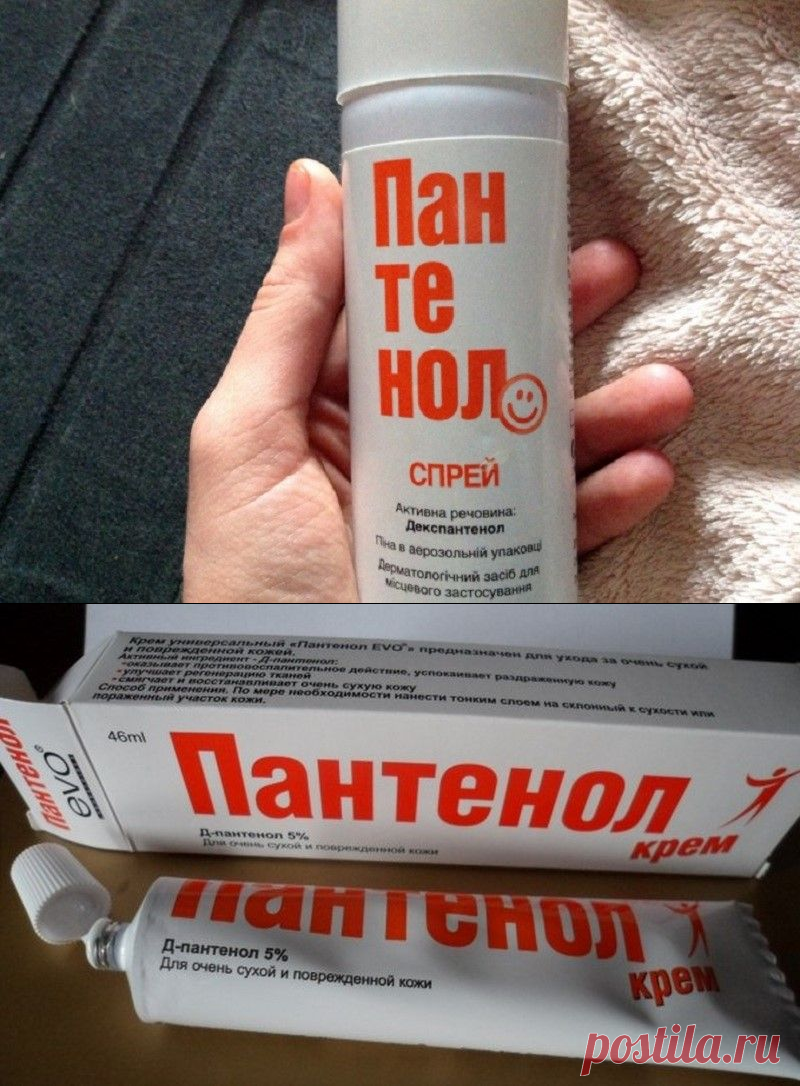 Пан
те
нол
СПРЕЙ
Активна речовина:
Декспантенол
Піна в аерозольній упаковці
Дерматологічний засіб для
місцевого застосування
Крем универсальный «Пантенол EVO®» предназначен для ухода за очень сухой
и поврежденной кожей.
Активный ингредиент - Д-пантенол:
•оказывает противовоспалительное действие, успокаивает раздраженную кожу
•улучшает регенерацию тканей
•смягчает и восстанавливает очень сухую кожу
Способ применения. По мере необходимости нанести тонким слоем на склонный к сухости или
пораженный участок кожи.
Пантенол
evo®
46ml
Пантенол
крем
Д-пантенол 5%
Для очень сухой и поврежденной кожи
Пантенол
крем
Д-пантенол 5%
Для очень сухой и поврежденной кожи
postila.ru